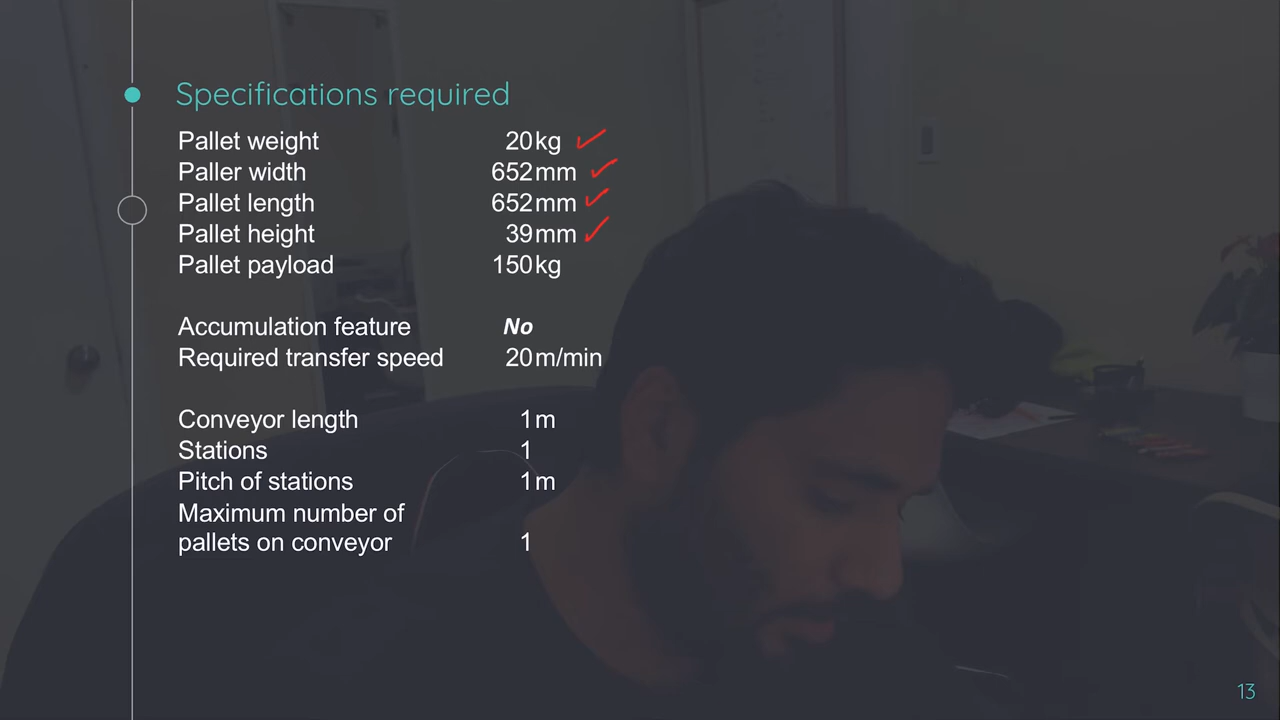 Specifications required
Pallet weight 20kg
Paller width 652mm
Pallet length 652mm
Pallet height 39mm
Pallet payload 150kg
Accumulation feature No
Required transfer speed 20m/min
Conveyor length 1m
Stations 1
Pitch of stations 1m
Maximum number of
pallets on conveyor 1
13